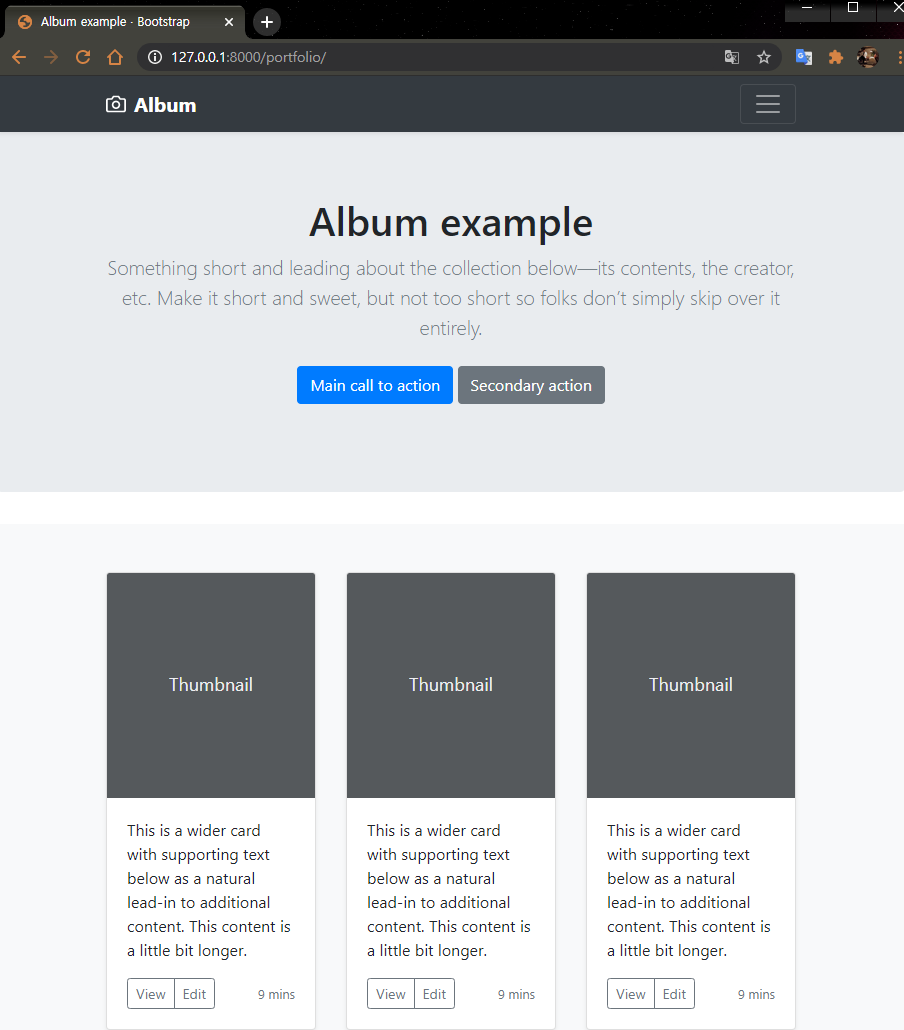 Album example · Bootstrap
127.0.0.1:8000/portfolio/
Album
Album example
Something short and leading about the collection below—its contents, the creator,
etc. Make it short and sweet, but not too short so folks don’t simply skip over it
entirely.
Main call to action
Secondary action
Thumbnail
This is a wider card
with supporting text
below as a natural
lead-in to additional
content. This content is
a little bit longer.
View
Edit
9 mins
Thumbnail
This is a wider card
with supporting text
below as a natural
lead-in to additional
content. This content is
a little bit longer.
View
Edit
9 mins
Thumbnail
This is a wider card
with supporting text
below as a natural
lead-in to additional
content. This content is
a little bit longer.
View
Edit
9 mins